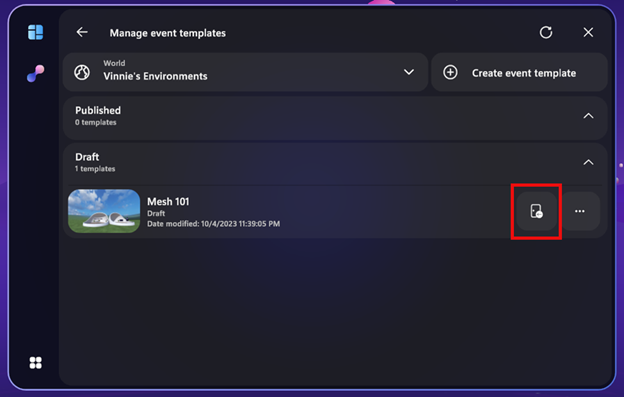 Manage event templates
World
Vinnie's Environments
Create event template
Published
0 templates
Draft
1 templates
Mesh 101
Draft
Date modified: 10/4/2023 11:39:05 PM